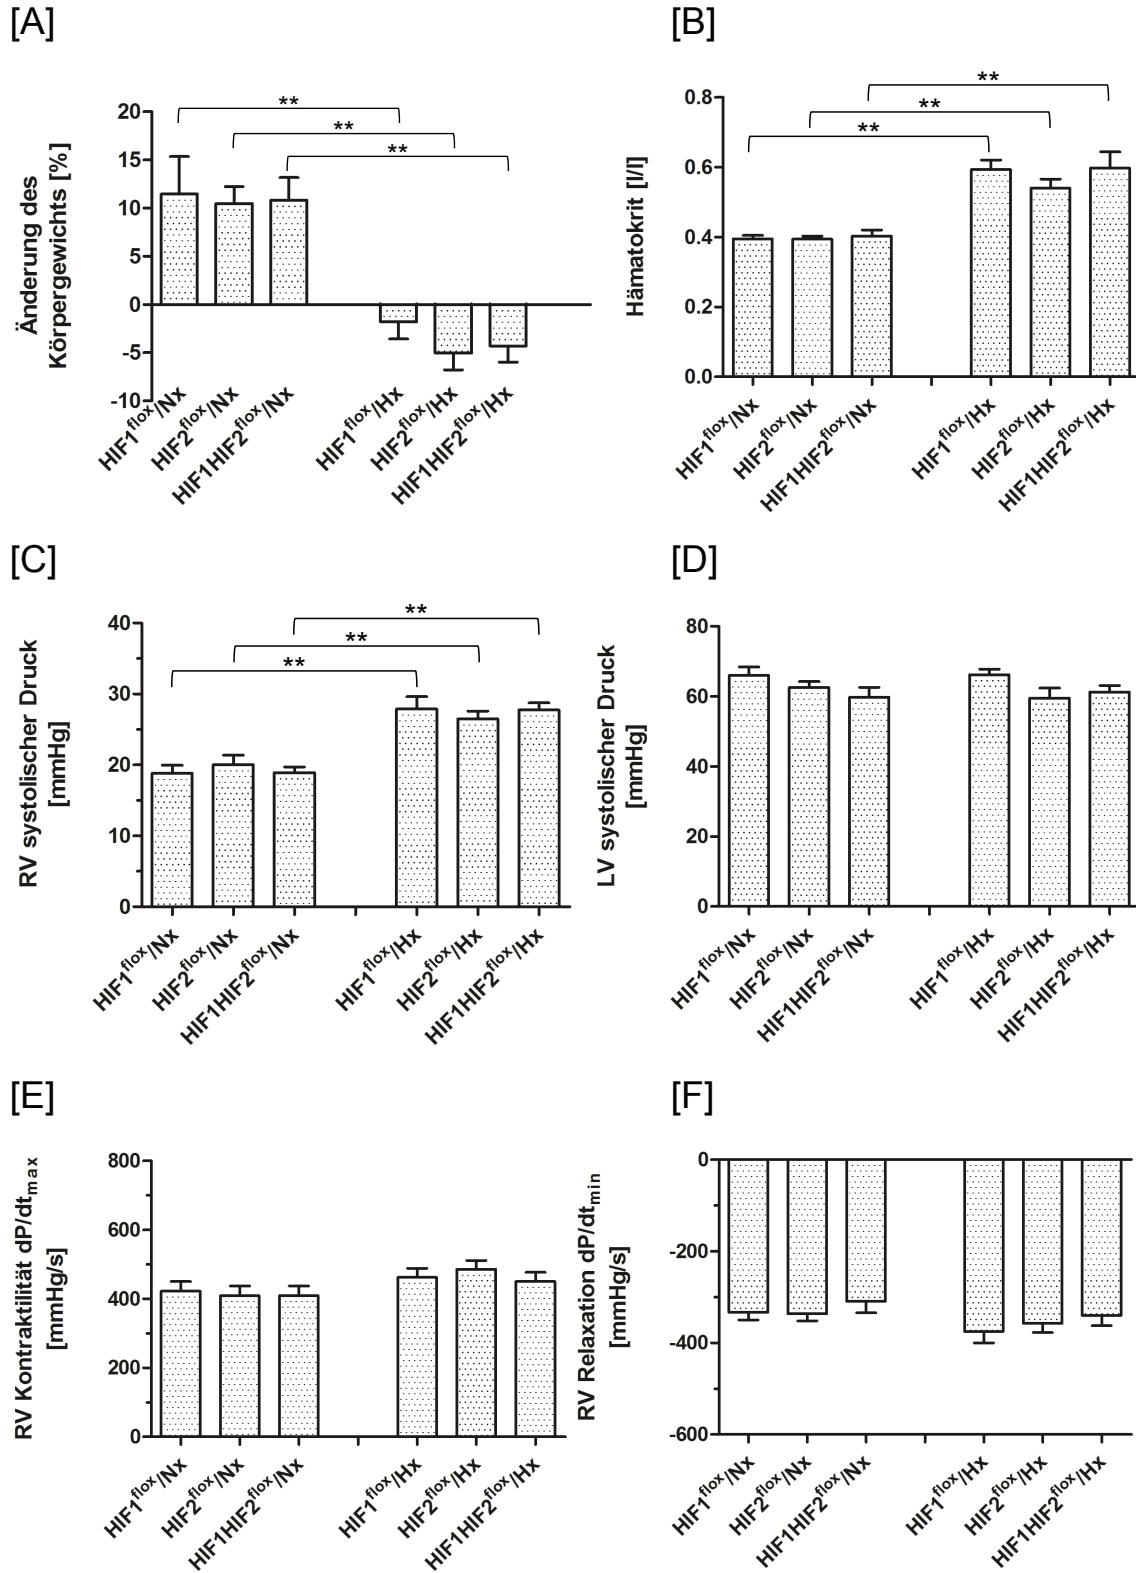 [A]
Änderung des
Körpergewichts [%]
20
15
10
5
0
-5
-10
**
**
**
HIF1flox/Nx
HIF2flox/Nx
HIF1HIF2flox/Nx
HIF1flox/Hx
HIF2flox/Hx
HIF1HIF2flox/Hx
[B]
Hämatokrit [l/l]
0.8
0.6
0.4
0.2
0.0
**
**
**
HIF1flox/Nx
HIF2flox/Nx
HIF1HIF2flox/Nx
HIF1flox/Hx
HIF2flox/Hx
HIF1HIF2flox/Hx
[C]
RV systolischer Druck
[mmHg]
40
30
20
10
0
**
**
**
HIF1flox/Nx
HIF2flox/Nx
HIF1HIF2flox/Nx
HIF1flox/Hx
HIF2flox/Hx
HIF1HIF2flox/Hx
[D]
LV systolischer Druck
[mmHg]
80
60
40
20
0
HIF1flox/Nx
HIF2flox/Nx
HIF1HIF2flox/Nx
HIF1flox/Hx
HIF2flox/Hx
HIF1HIF2flox/Hx
[E]
RV Kontraktilität dP/dtmax
[mmHg/s]
800
600
400
200
0
HIF1flox/Nx
HIF2flox/Nx
HIF1HIF2flox/Nx
HIF1flox/Hx
HIF2flox/Hx
HIF1HIF2flox/Hx
[F]
RV Relaxation dP/dtmin
[mmHg/s]
0
-200
-400
-600
HIF1flox/Nx
HIF2flox/Nx
HIF1HIF2flox/Nx
HIF1flox/Hx
HIF2flox/Hx
HIF1HIF2flox/Hx